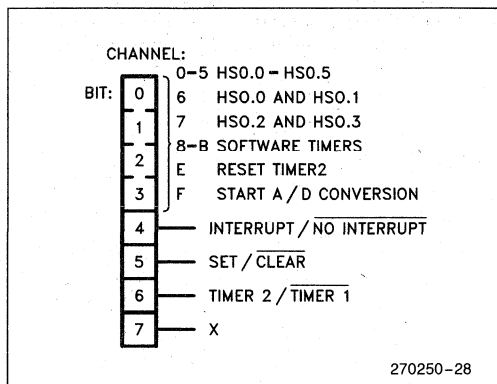 CHANNEL:
0-5 HSO.0 - HSO.5
BIT: 0 6 HSO.0 AND HSO.1
1 7 HSO.2 AND HSO.3
8-B SOFTWARE TIMERS
2 E RESET TIMER2
3 F START A/D CONVERSION
4 INTERRUPT/NO INTERRUPT
5 SET/CLEAR
6 TIMER 2/TIMER 1
7 X
270250-28